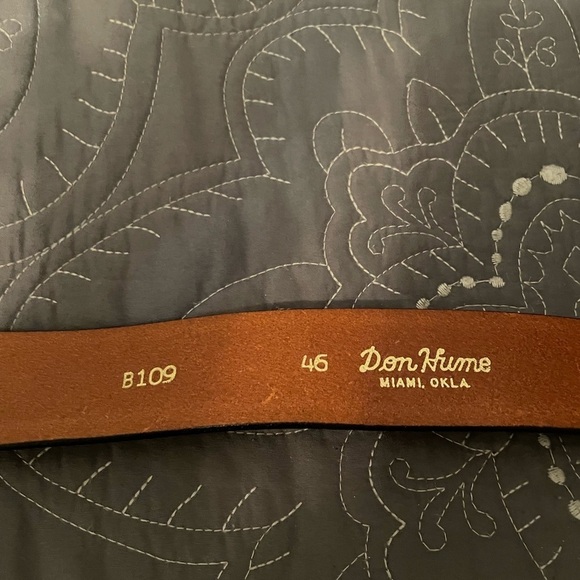 B109
46
Don Hume
MIAMI, OKLA.